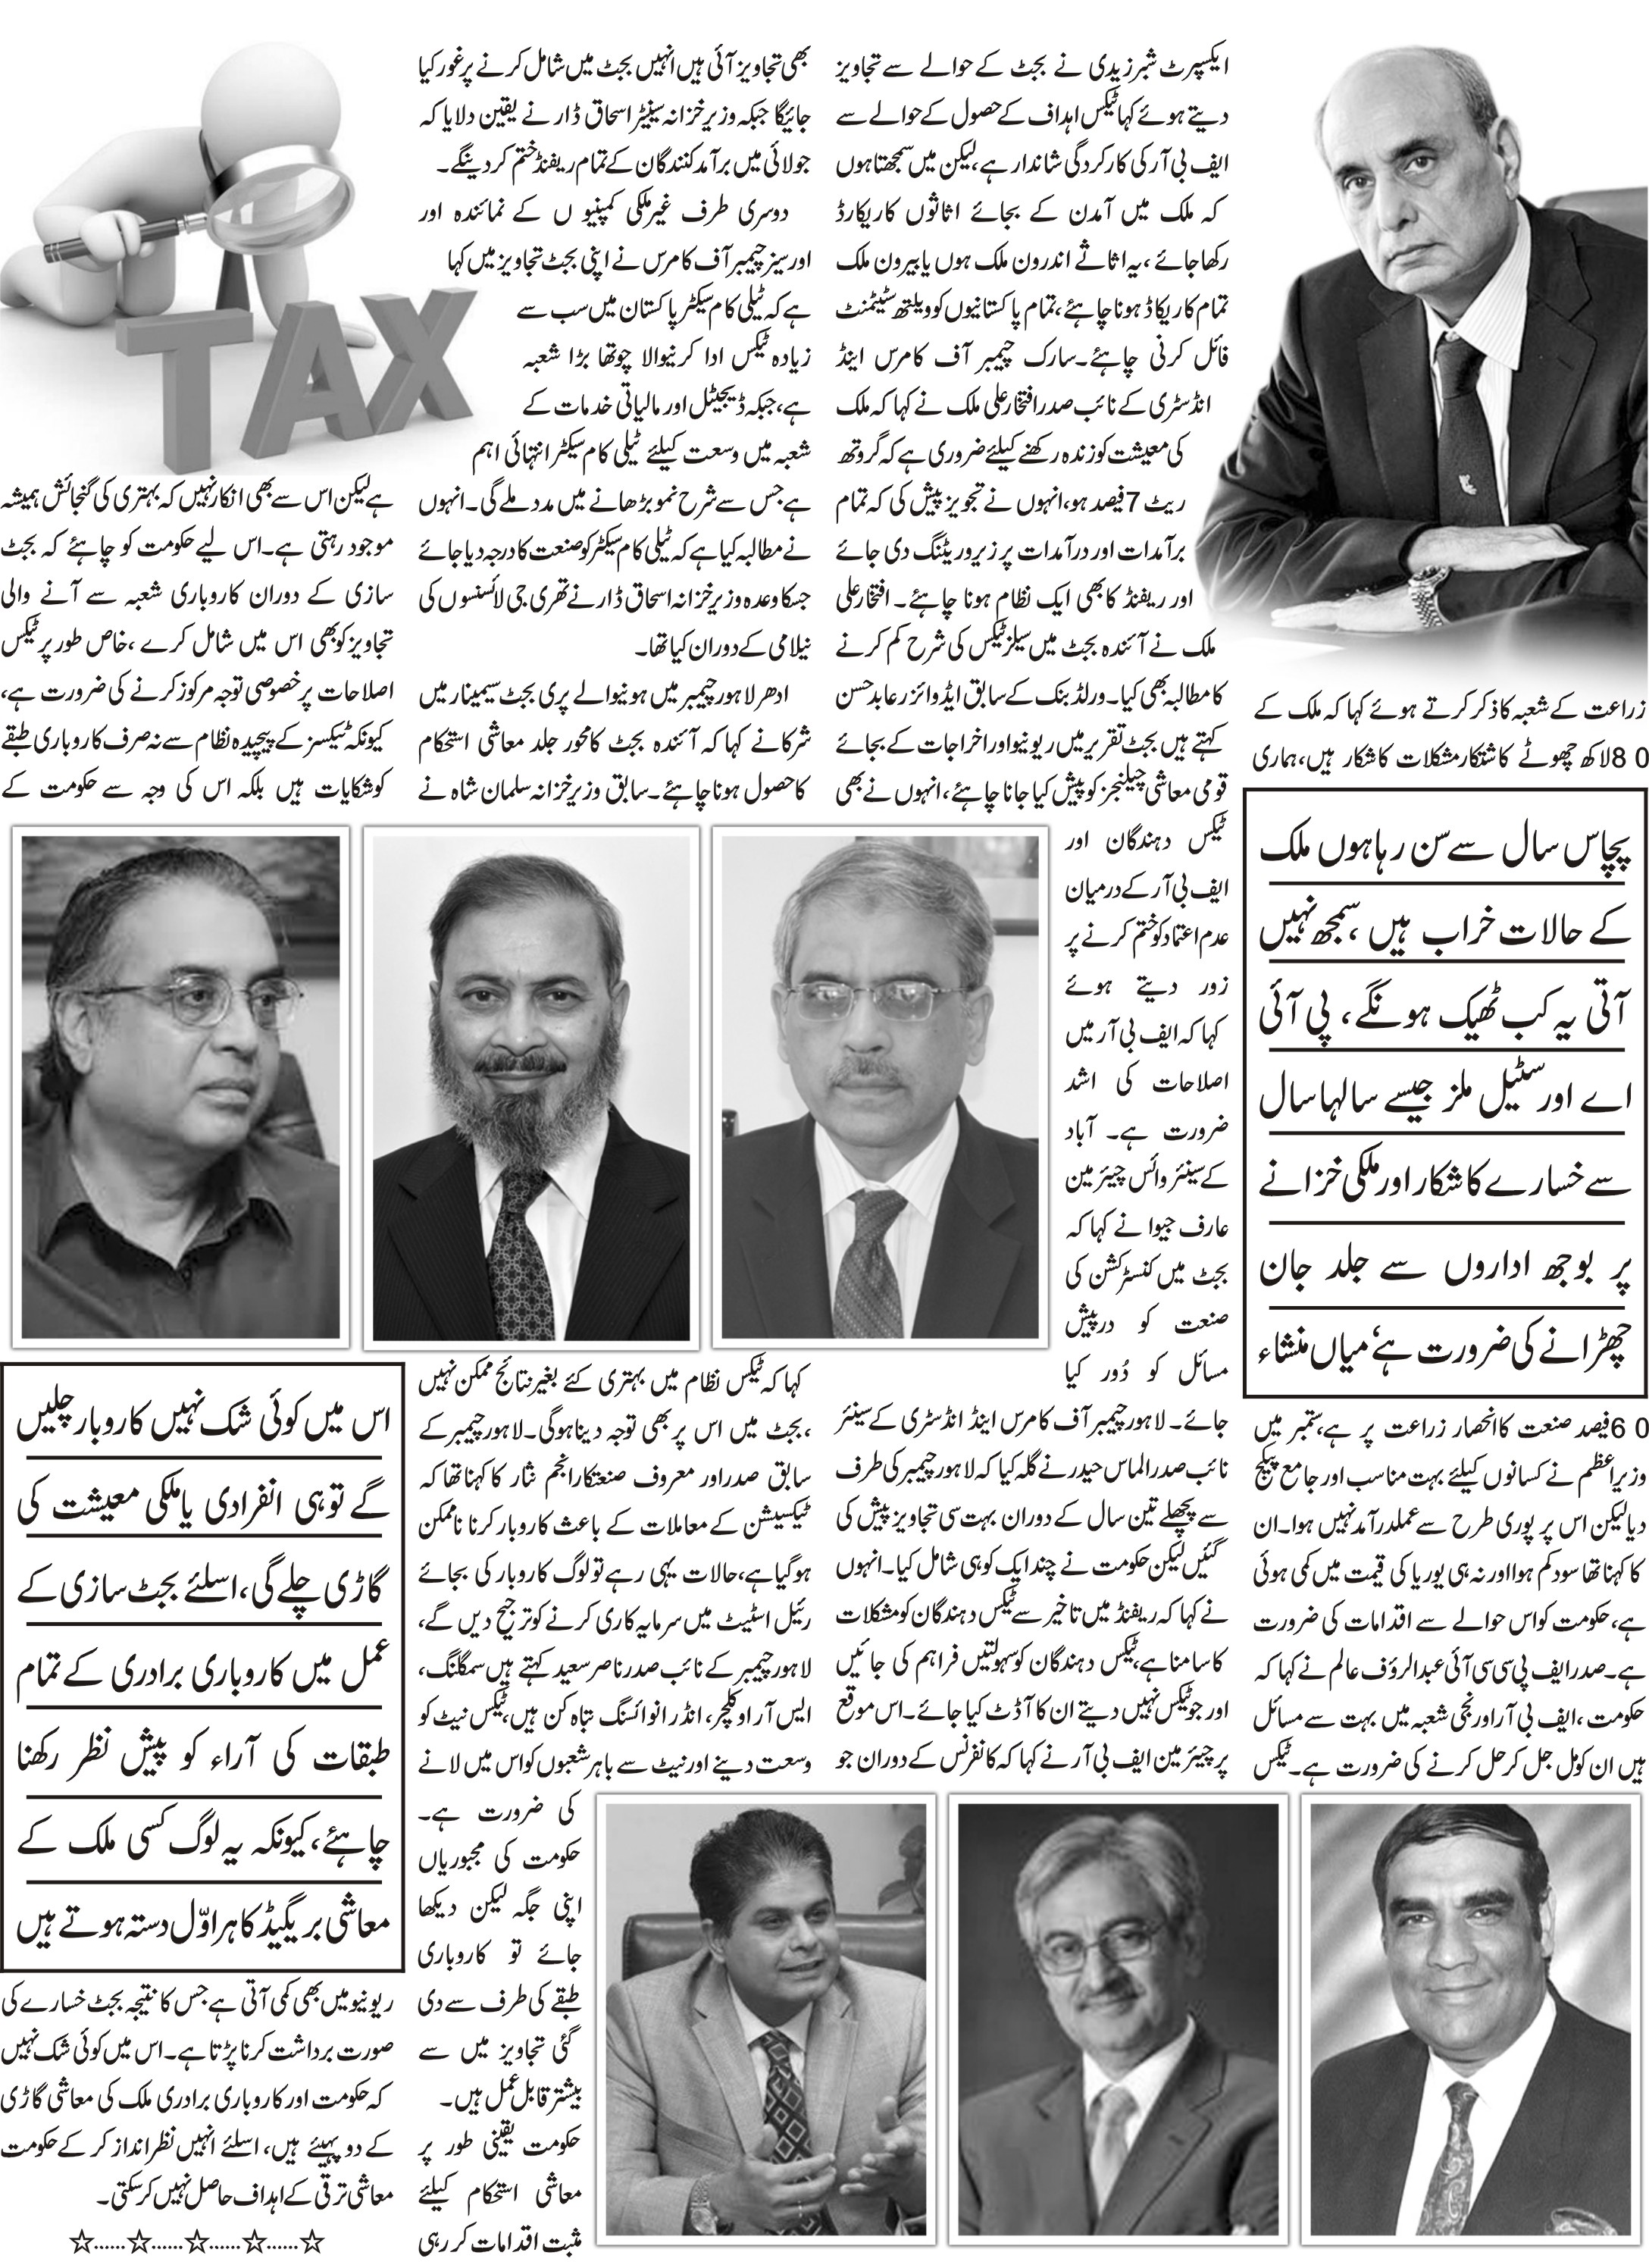 زراعت کے شعبہ کا ذکر کرتے ہوئے کہا کہ ملک کے
80 لاکھ چھوٹے کاشتکار مشکلات کا شکار ہیں، ہماری
پچاس سال سے سن رہا ہوں ملک
کے حالات خراب ہیں، سمجھ نہیں
آتی یہ کب ٹھیک ہونگے، پی آئی
اے اور سٹیل ملز جیسے سالہا سال
سے خسارے کا شکار اور ملکی خزانے
پر بوجھ اداروں سے جلد جان
چھڑانے کی ضرورت ہے، میاں منشاء
60 فیصد صنعت کا انحصار زراعت پر ہے، ستمبر میں
وزیراعظم نے کسانوں کیلئے بہت مناسب اور جامع پیکج
دیا لیکن اس پر پوری طرح سے عملدرآمد نہیں ہوا۔ ان
کا کہنا تھا سود کم ہوا اور نہ ہی یوریا کی قیمت میں کمی ہوئی
ہے، حکومت کو اس حوالے سے اقدامات کی ضرورت
ہے۔ صدر ایف پی سی سی آئی عبدالرؤف عالم نے کہا کہ
حکومت، ایف بی آر اور نجی شعبہ میں بہت سے مسائل
ہیں ان کو مل جل کر حل کرنے کی ضرورت ہے۔ ٹیکس
ایکسپرٹ شبر زیدی نے بجٹ کے حوالے سے تجاویز
دیتے ہوئے کہا ٹیکس اہداف کے حصول کے حوالے سے
ایف بی آر کی کارکردگی شاندار ہے، لیکن میں سمجھتا ہوں
کہ ملک میں آمدن کے بجائے اثاثوں کا ریکارڈ
رکھا جائے، یہ اثاثے اندرون ملک ہوں یا بیرون ملک
تمام کا ریکاڈ ہونا چاہئے، تمام پاکستانیوں کو ویلتھ سٹیٹمنٹ
فائل کرنی چاہئے۔ سارک چیمبر آف کامرس اینڈ
انڈسٹری کے نائب صدر افتخار علی ملک نے کہا کہ ملک
کی معیشت کو زندہ رکھنے کیلئے ضروری ہے کہ گروتھ
ریٹ 7 فیصد ہو، انہوں نے تجویز پیش کی کہ تمام
برآمدات اور درآمدات پر زیرو ریٹنگ دی جائے
اور ریفنڈ کا بھی ایک نظام ہونا چاہئے۔ افتخار علی
ملک نے آئندہ بجٹ میں سیلز ٹیکس کی شرح کم کرنے
کا مطالبہ بھی کیا۔ ورلڈ بنک کے سابق ایڈوائزر عابد حسن
کہتے ہیں بجٹ تقریر میں ریونیو اور اخراجات کے بجائے
قومی معاشی چیلنجز کو پیش کیا جانا چاہئے، انہوں نے بھی
ٹیکس دہندگان اور
ایف بی آر کے درمیان
عدم اعتماد کو ختم کرنے پر
زور دیتے ہوئے
کہا کہ ایف بی آر میں
اصلاحات کی اشد
ضرورت ہے۔ آباد
کے سینئر وائس چیئرمین
عارف جیوا نے کہا کہ
بجٹ میں کنسٹرکشن کی
صنعت کو درپیش
مسائل کو دُور کیا
جائے۔ لاہور چیمبر آف کامرس اینڈ انڈسٹری کے سینئر
نائب صدر الماس حیدر نے گلہ کیا کہ لاہور چیمبر کی طرف
سے پچھلے تین سال کے دوران بہت سی تجاویز پیش کی
گئیں لیکن حکومت نے چند ایک کو ہی شامل کیا۔ انہوں
نے کہا کہ ریفنڈ میں تاخیر سے ٹیکس دہندگان کو مشکلات
کا سامنا ہے، ٹیکس دہندگان کو سہولتیں فراہم کی جائیں
اور جو ٹیکس نہیں دیتے ان کا آڈٹ کیا جائے۔ اس موقع
پر چیئرمین ایف بی آر نے کہا کہ کانفرنس کے دوران جو
بھی تجاویز آئی ہیں انہیں بجٹ میں شامل کرنے پر غور کیا
جائیگا جبکہ وزیر خزانہ سینیٹر اسحاق ڈار نے یقین دلایا کہ
جولائی میں برآمد کنندگان کے تمام ریفنڈ ختم کر دینگے۔
دوسری طرف غیر ملکی کمپنیو ں کے نمائندہ اور
اورسیز چیمبر آف کامرس نے اپنی بجٹ تجاویز میں کہا
ہے کہ ٹیلی کام سیکٹر پاکستان میں سب سے
زیادہ ٹیکس ادا کرنیوالا چوتھا بڑا شعبہ
ہے، جبکہ ڈیجیٹل اور مالیاتی خدمات کے
شعبہ میں وسعت کیلئے ٹیلی کام سیکٹر انتہائی اہم
ہے جس سے شرح نمو بڑھانے میں مدد ملے گی۔ انہوں
نے مطالبہ کیا ہے کہ ٹیلی کام سیکٹر کو صنعت کا درجہ دیا جائے
جسکا وعدہ وزیر خزانہ اسحاق ڈار نے تھری جی لائسنسوں کی
نیلامی کے دوران کیا تھا۔
ادھر لاہور چیمبر میں ہونیوالے پری بجٹ سیمینار میں
شرکا نے کہا کہ آئندہ بجٹ کا محور جلد معاشی استحکام
کا حصول ہونا چاہئے۔ سابق وزیر خزانہ سلمان شاہ نے
کہا کہ ٹیکس نظام میں بہتری کئے بغیر نتائج ممکن نہیں
، بجٹ میں اس پر بھی توجہ دینا ہوگی۔ لاہور چیمبر کے
سابق صدر اور معروف صنعتکار انجم نثار کا کہنا تھا کہ
ٹیکسیشن کے معاملات کے باعث کاروبار کرنا ناممکن
ہو گیا ہے، حالات یہی رہے تو لوگ کاروبار کی بجائے
رئیل اسٹیٹ میں سرمایہ کاری کرنے کو ترجیح دیں گے،
لاہور چیمبر کے نائب صدر ناصر سعید کہتے ہیں سمگلنگ،
ایس آر او کلچر، انڈر انوائسنگ تباہ کن ہیں، ٹیکس نیٹ کو
وسعت دینے اور نیٹ سے باہر شعبوں کو اس میں لانے
کی ضرورت ہے۔
حکومت کی مجبوریاں
اپنی جگہ لیکن دیکھا
جائے تو کاروباری
طبقے کی طرف سے دی
گئی تجاویز میں سے
بیشتر قابل عمل ہیں۔
حکومت یقینی طور پر
معاشی استحکام کیلئے
مثبت اقدامات کر رہی
TAX
ہے لیکن اس سے بھی انکار نہیں کہ بہتری کی گنجائش ہمیشہ
موجود رہتی ہے۔ اس لیے حکومت کو چاہئے کہ بجٹ
سازی کے دوران کاروباری شعبہ سے آنے والی
تجاویز کو بھی اس میں شامل کرے، خاص طور پر ٹیکس
اصلاحات پر خصوصی توجہ مرکوز کرنے کی ضرورت ہے،
کیونکہ ٹیکسز کے پیچیدہ نظام سے نہ صرف کاروباری طبقے
کو شکایات ہیں بلکہ اس کی وجہ سے حکومت کے
اس میں کوئی شک نہیں کاروبار چلیں
گے تو ہی انفرادی یا ملکی معیشت کی
گاڑی چلے گی، اسلئے بجٹ سازی کے
عمل میں کاروباری برادری کے تمام
طبقات کی آراء کو پیش نظر رکھنا
چاہئے، کیونکہ یہ لوگ کسی ملک کے
معاشی بریگیڈ کا ہراوّل دستہ ہوتے ہیں
ریونیو میں بھی کمی آتی ہے جس کا نتیجہ بجٹ خسارے کی
صورت برداشت کرنا پڑتا ہے۔ اس میں کوئی شک نہیں
کہ حکومت اور کاروباری برادری ملک کی معاشی گاڑی
کے دو پہیئے ہیں، اسلئے انہیں نظر انداز کر کے حکومت
معاشی ترقی کے اہداف حاصل نہیں کر سکتی۔
☆......☆......☆......☆......☆